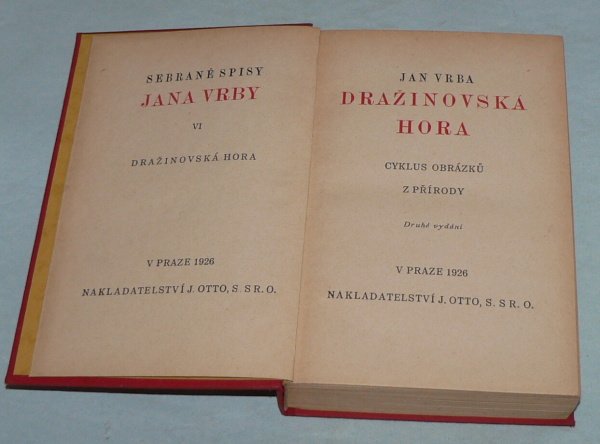 SEBRANÉ SPISY
JANA VRBY
VI
DRAŽINOVSKÁ HORA
V PRAZE 1926
NAKLADATELSTVÍ J. OTTO, S. S R. O.
JAN VRBA
DRAŽINOVSKÁ
HORA
CYKLUS OBRÁZKŮ
Z PŘÍRODY
Druhé vydání
V PRAZE 1926
NAKLADATELSTVÍ J. OTTO, S. S R. O.